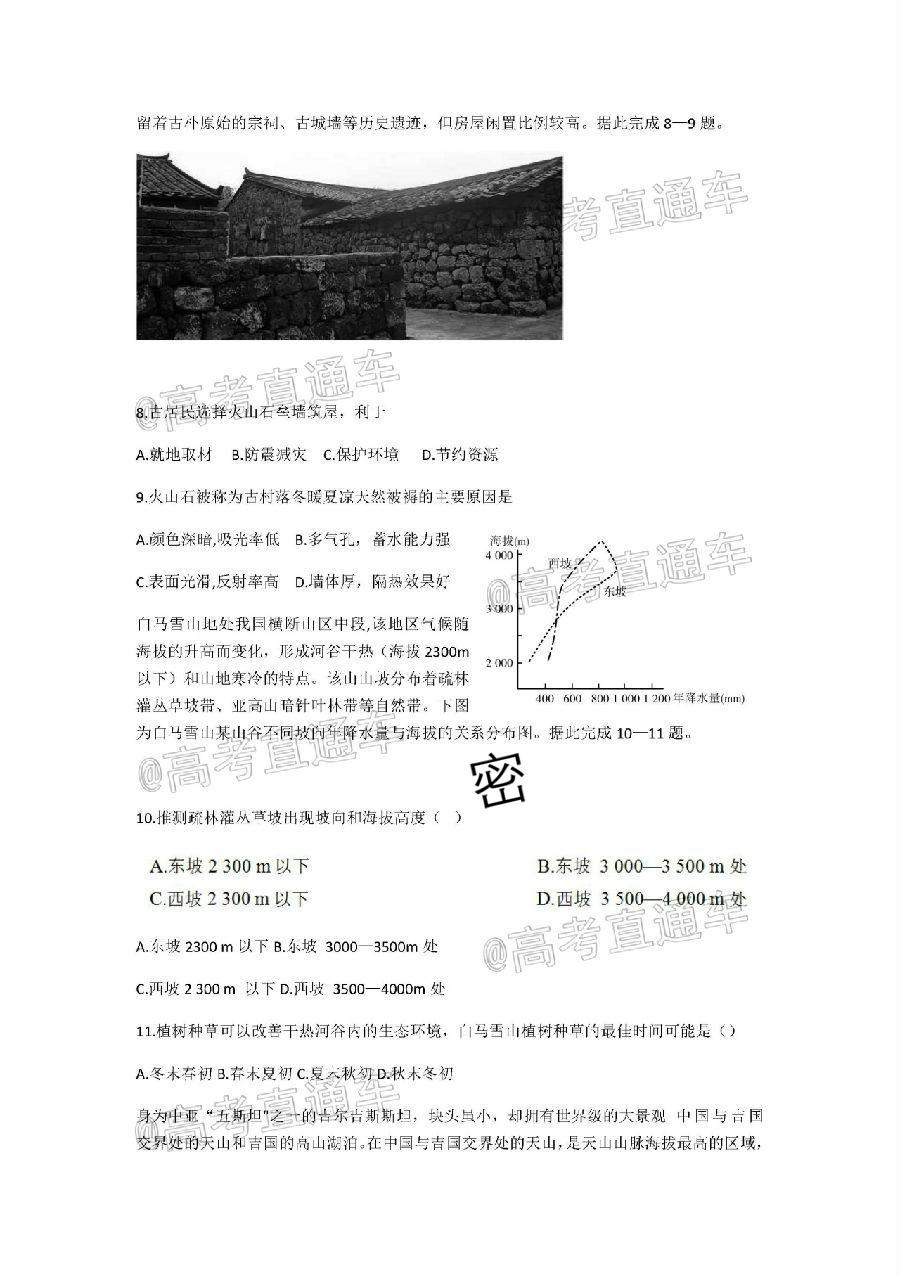 留着古朴原始的宗祠、古城墙等历史遗迹，但房屋闲置比例较高。据此完成 8—9 题。
@高考直通车
@高考直通车
8.古居民选择火山石垒墙筑屋，利于
A.就地取材 B.防震减灾 C.保护环境 D.节约资源
9.火山石被称为古村落冬暖夏凉天然被褥的主要原因是
A.颜色深暗,吸光率低 B.多气孔，蓄水能力强
C.表面光滑,反射率高 D.墙体厚，隔热效果好
海拔(m)
4 000
西坡
@高考直通车
东坡
3 000
2 000
400 600 800 1 000 1 200 年降水量(mm)
白马雪山地处我国横断山区中段,该地区气候随
海拔的升高而变化，形成河谷干热（海拔 2300m
以下）和山地寒冷的特点。该山山坡分布着疏林
灌丛草坡带、亚高山暗针叶林带等自然带。下图
为白马雪山某山谷不同坡向年降水量与海拔的关系分布图。据此完成 10—11 题。
@高考直通车
密
10.推测疏林灌丛草坡出现坡向和海拔高度（ ）
A.东坡 2 300 m 以下 B.东坡 3 000—3 500 m 处
C.西坡 2 300 m 以下 D.西坡 3 500—4 000 m 处
@高考直通车
A.东坡 2300 m 以下 B.东坡 3000—3500m 处
C.西坡 2 300 m 以下 D.西坡 3500—4000m 处
11.植树种草可以改善干热河谷内的生态环境，白马雪山植树种草的最佳时间可能是（）
A.冬末春初 B.春末夏初 C.夏末秋初 D.秋末冬初
@高考直通车
身为中亚“五斯坦"之一的吉尔吉斯斯坦，块头虽小，却拥有世界级的大景观 中国与吉国
交界处的天山和吉国的高山湖泊。在中国与吉国交界处的天山，是天山山脉海拔最高的区域，